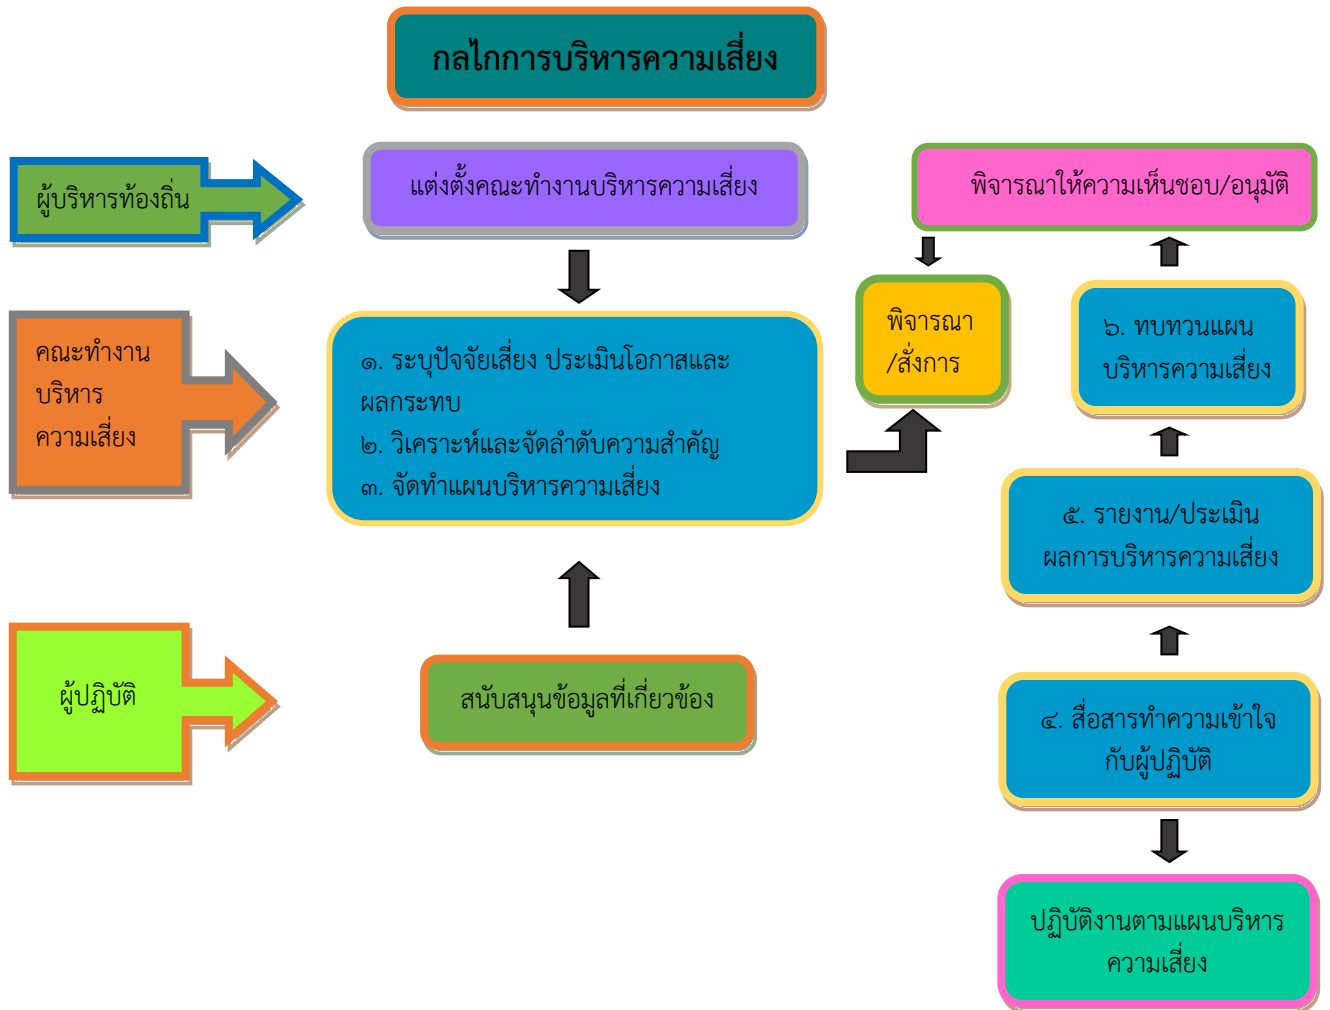 กลไกการบริหารความเสี่ยง
ผู้บริหารท้องถิ่น
แต่งตั้งคณะทำงานบริหารความเสี่ยง
พิจารณาให้ความเห็นชอบ/อนุมัติ
คณะทำงาน
บริหาร
ความเสี่ยง
๑. ระบุปัจจัยเสี่ยง ประเมินโอกาสและ
ผลกระทบ
๒. วิเคราะห์และจัดลำดับความสำคัญ
๓. จัดทำแผนบริหารความเสี่ยง
พิจารณา
/สั่งการ
๖. ทบทวนแผน
บริหารความเสี่ยง
๕. รายงาน/ประเมิน
ผลการบริหารความเสี่ยง
ผู้ปฏิบัติ
สนับสนุนข้อมูลที่เกี่ยวข้อง
๔. สื่อสารทำความเข้าใจ
กับผู้ปฏิบัติ
ปฏิบัติงานตามแผนบริหาร
ความเสี่ยง